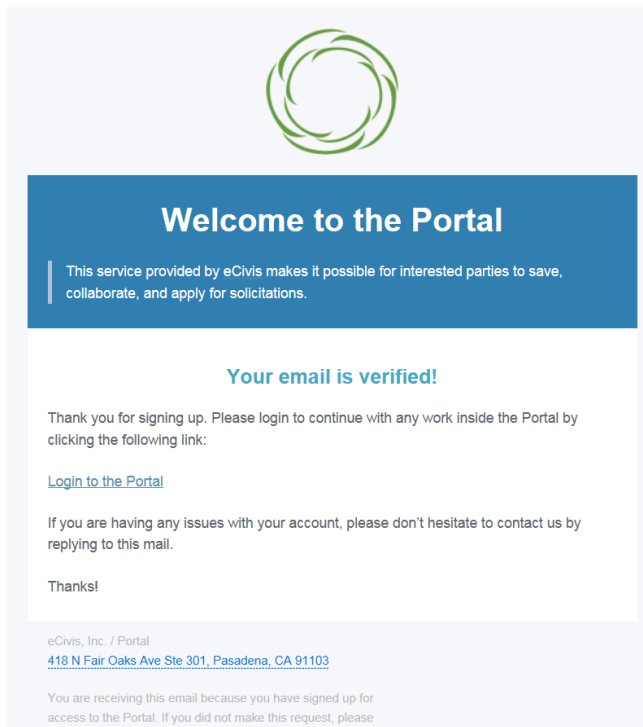 Welcome to the Portal
This service provided by eCivis makes it possible for interested parties to save,
collaborate, and apply for solicitations.
Your email is verified!
Thank you for signing up. Please login to continue with any work inside the Portal by
clicking the following link:
Login to the Portal
If you are having any issues with your account, please don’t hesitate to contact us by
replying to this mail.
Thanks!
eCivis, Inc. / Portal
418 N Fair Oaks Ave Ste 301, Pasadena, CA 91103
You are receiving this email because you have signed up for
access to the Portal. If you did not make this request, please